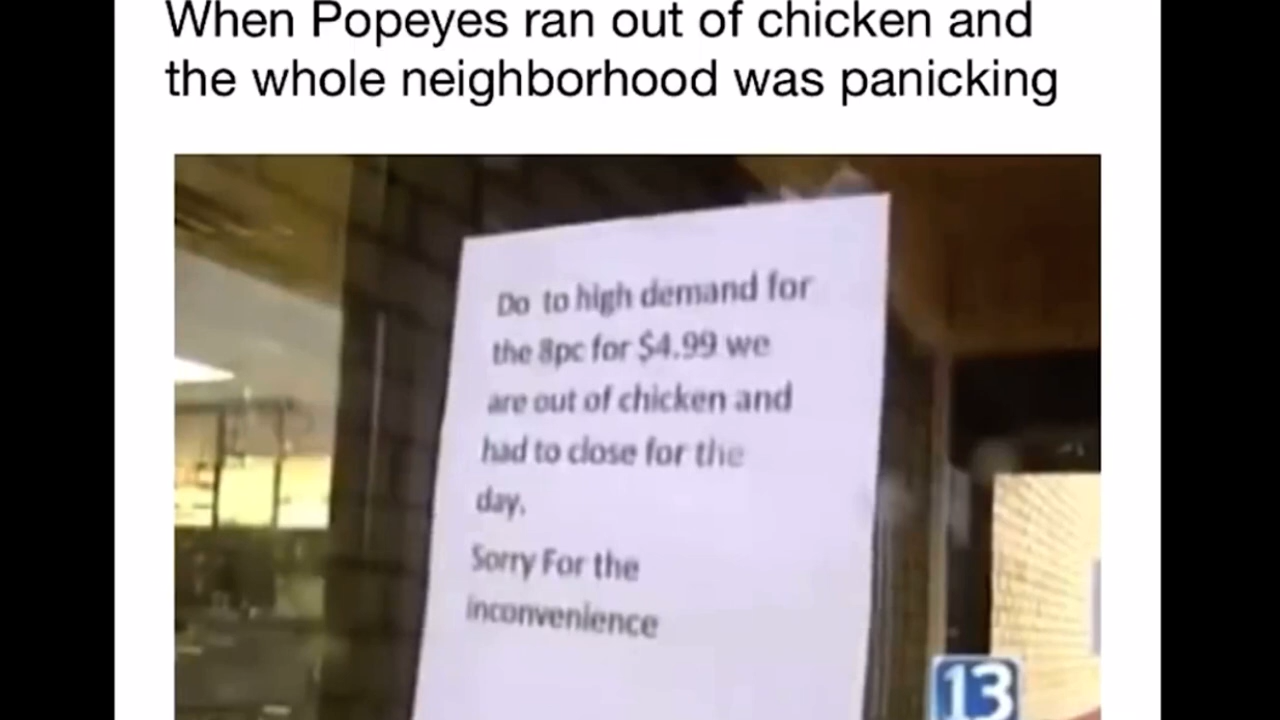 When Popeyes ran out of chicken and
the whole neighborhood was panicking
Do to high demand for
the 8pc for $4.99 we
are out of chicken and
had to close for the
day.
Sorry For the
inconvenience
13